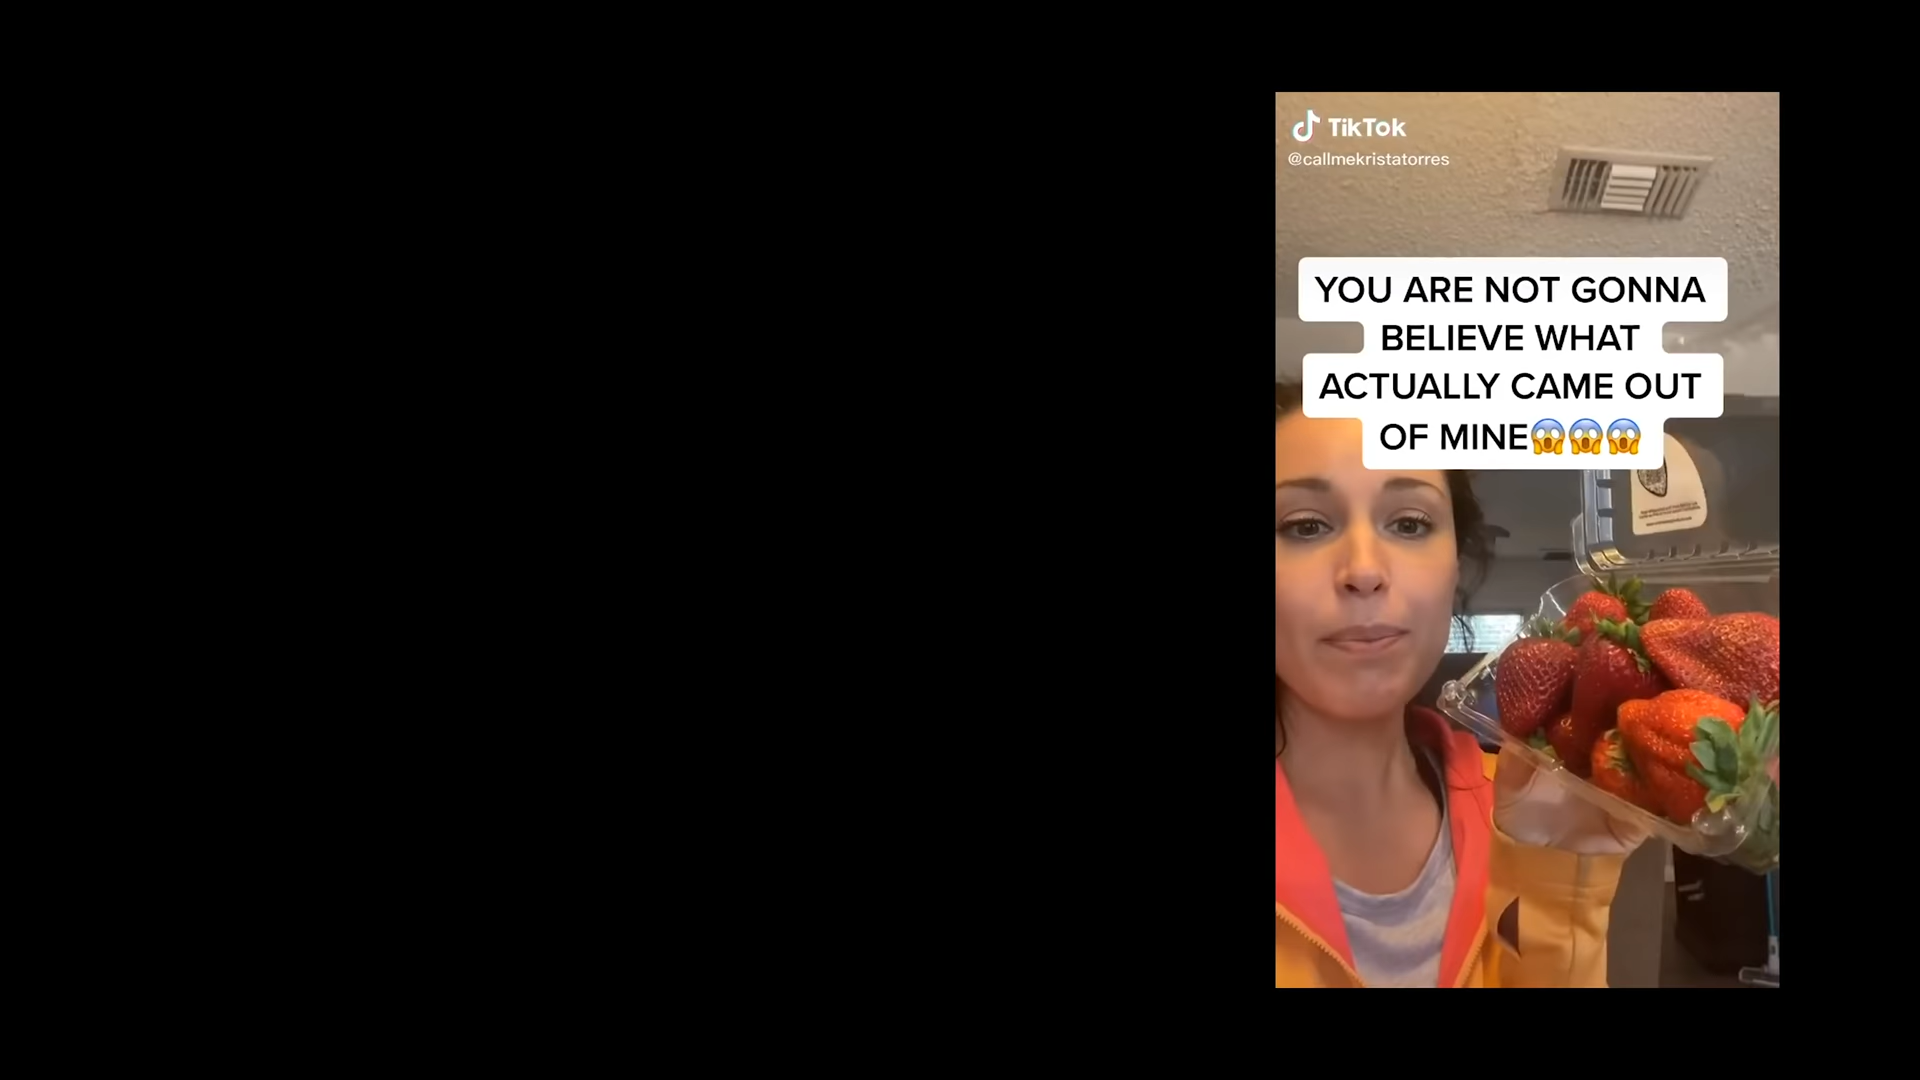 TikTok
@callmekristatorres
YOU ARE NOT GONNA
BELIEVE WHAT
ACTUALLY CAME OUT
OF MINE😱😱😱